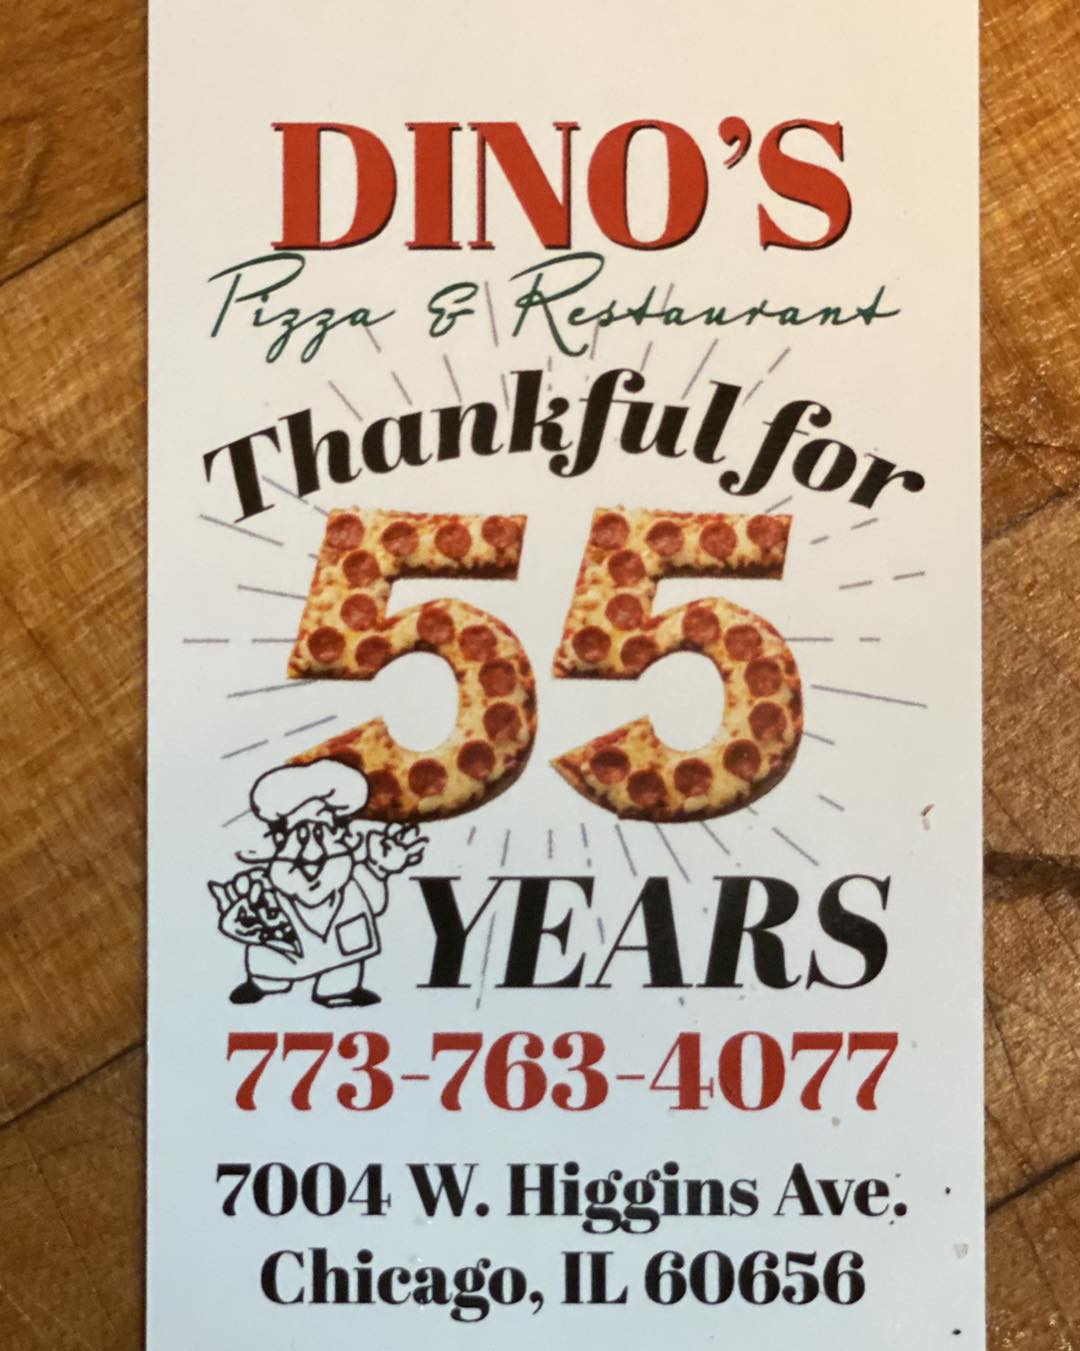 DINO'S
Pizza & Restaurant
Thankful for
55
YEARS
773-763-4077
7004 W. Higgins Ave.
Chicago, IL 60656